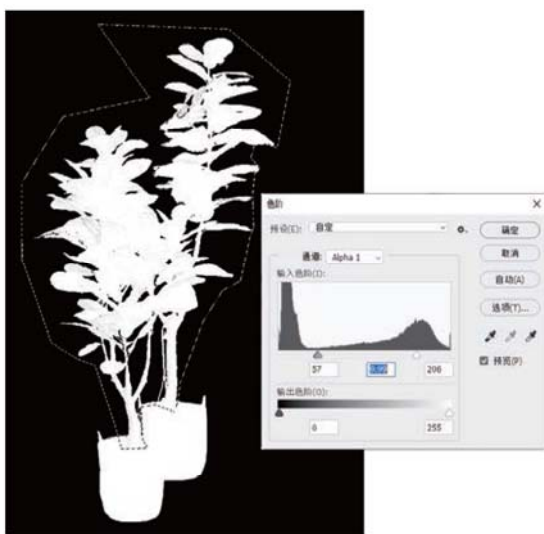 色阶
预设(E): 自定
确定
通道: Alpha 1
取消
输入色阶(I):
自动(A)
选项(T)...
预览(P)
57
206
输出色阶(O):
0
255